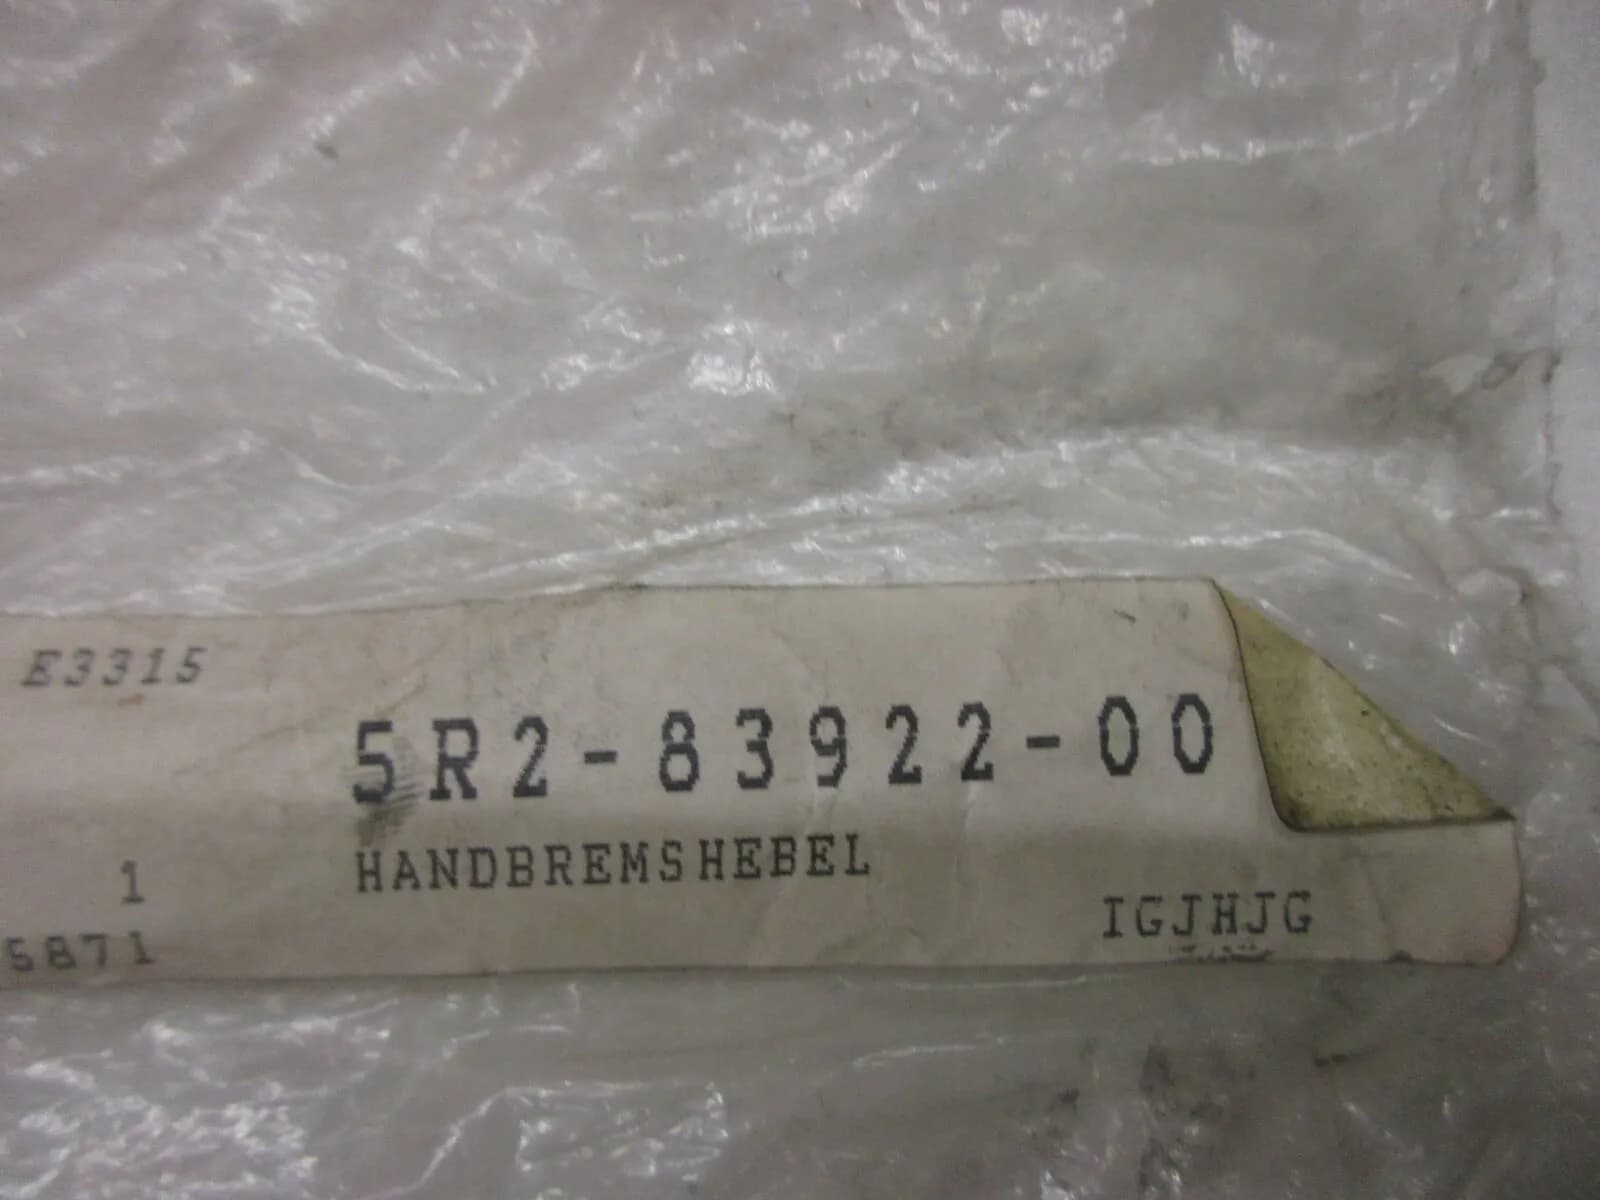 E3315
5R2-83922-00
HANDBREMSHEBEL
1
IGJHJG
5871